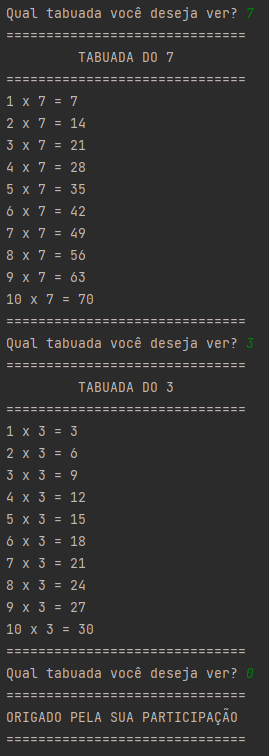 Qual tabuada você deseja ver? 7
==============================
TABUADA DO 7
==============================
1 x 7 = 7
2 x 7 = 14
3 x 7 = 21
4 x 7 = 28
5 x 7 = 35
6 x 7 = 42
7 x 7 = 49
8 x 7 = 56
9 x 7 = 63
10 x 7 = 70
==============================
Qual tabuada você deseja ver? 3
==============================
TABUADA DO 3
==============================
1 x 3 = 3
2 x 3 = 6
3 x 3 = 9
4 x 3 = 12
5 x 3 = 15
6 x 3 = 18
7 x 3 = 21
8 x 3 = 24
9 x 3 = 27
10 x 3 = 30
==============================
Qual tabuada você deseja ver? 0
==============================
ORIGADO PELA SUA PARTICIPAÇÃO
==============================